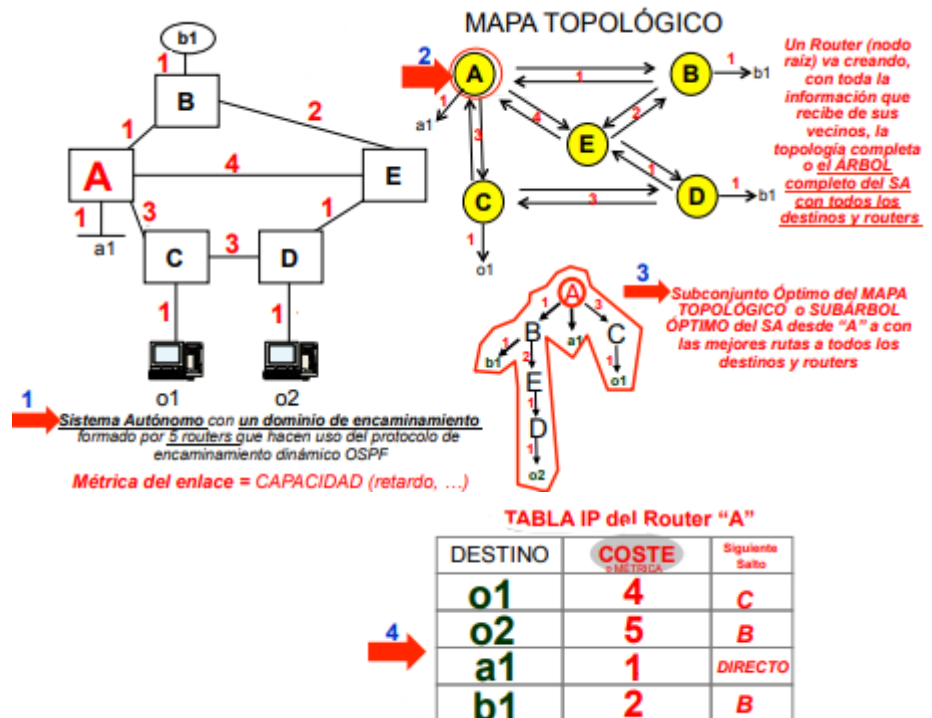 MAPA TOPOLÓGICO
b1
1
B
1
2
A
4
E
1
3
1
a1
C
3
D
1
1
o1
o2
2
A
1
B
1
b1
1
a1
3
4
2
E
1
C
3
D
1
b1
1
o1
Un Router (nodo
raíz) va creando,
con toda la
información que
recibe de sus
vecinos, la
topología completa
o el ÁRBOL
completo del SA
con todos los
destinos y routers
3
A
1
3
B
a1
C
1
b1
2
1
o1
E
1
D
1
o2
Subconjunto Óptimo del MAPA
TOPOLÓGICO o SUBÁRBOL
ÓPTIMO del SA desde "A" a con
las mejores rutas a todos los
destinos y routers
1
Sistema Autónomo con un dominio de encaminamiento
formado por 5 routers que hacen uso del protocolo de
encaminamiento dinámico OSPF
Métrica del enlace = CAPACIDAD (retardo, ...)
TABLA IP del Router "A"
DESTINO COSTE Siguiente
o MÉTRICA Salto
o1 4 C
4
o2 5 B
a1 1 DIRECTO
b1 2 B